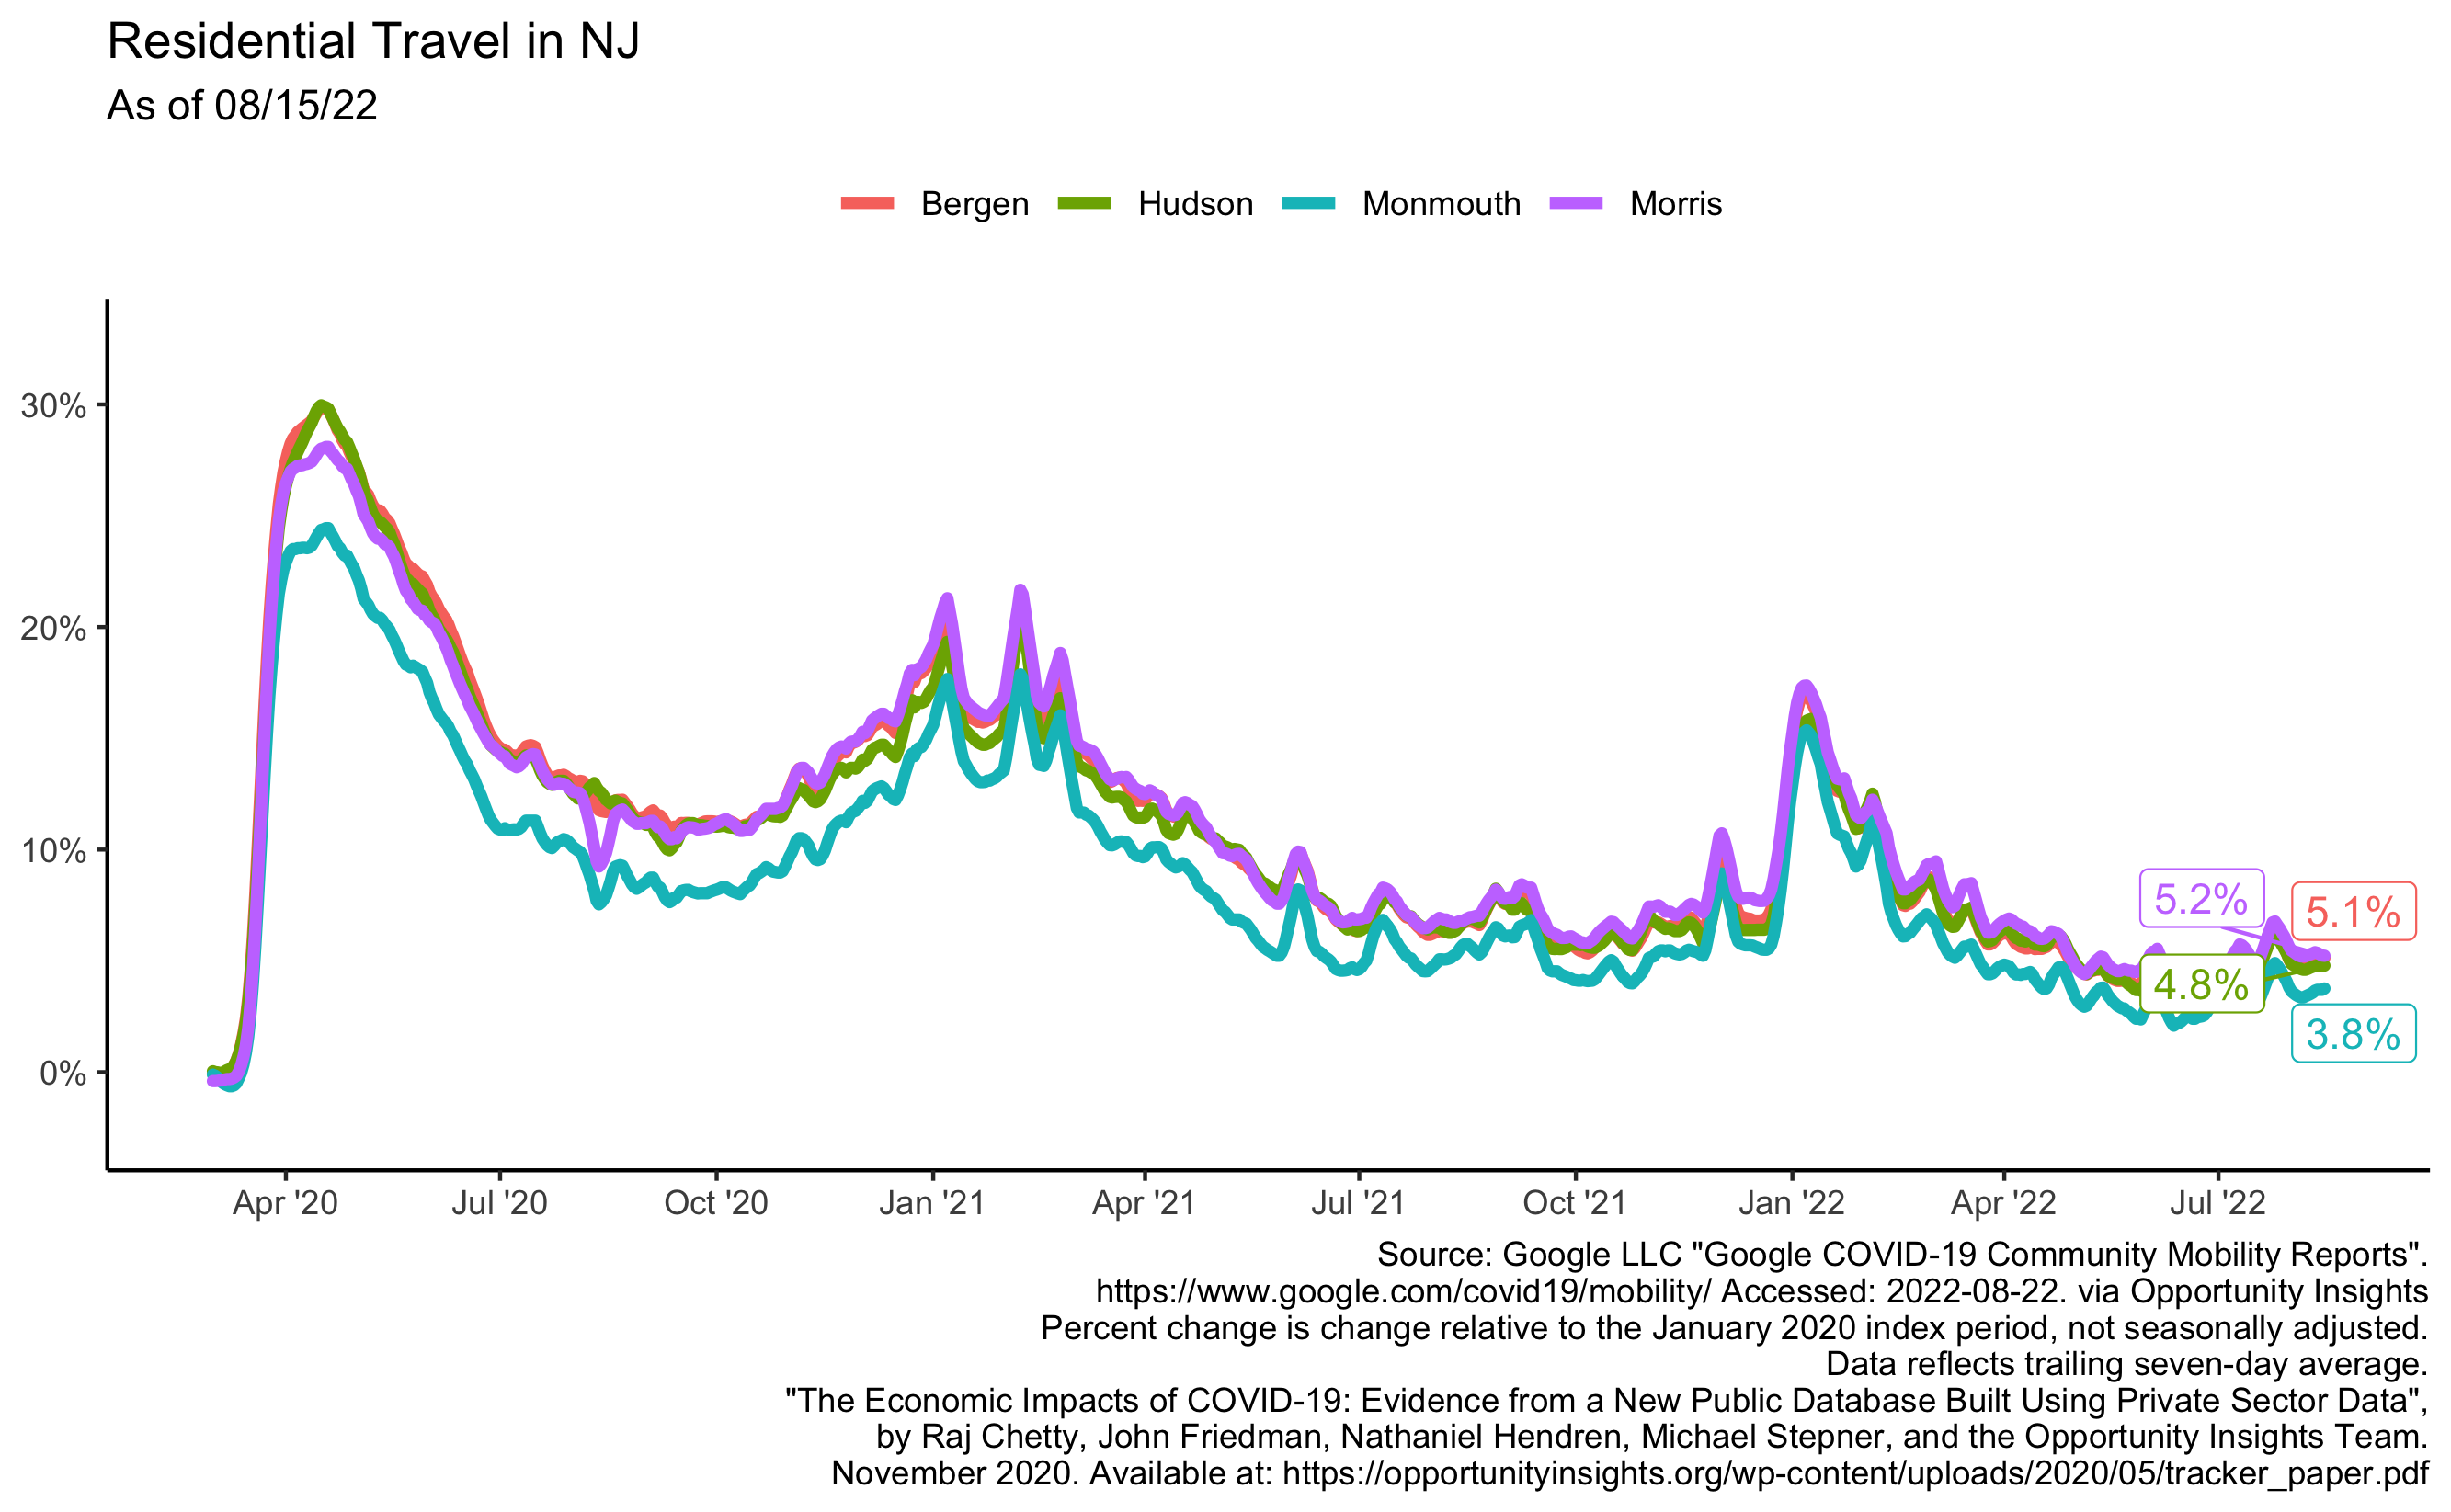 Residential Travel in NJ
As of 08/15/22
Bergen Hudson Monmouth Morris
30%
20%
10%
0%
5.2%
5.1%
4.8%
3.8%
Apr '20 Jul '20 Oct '20 Jan '21 Apr '21 Jul '21 Oct '21 Jan '22 Apr '22 Jul '22
Source: Google LLC "Google COVID-19 Community Mobility Reports".
https://www.google.com/covid19/mobility/ Accessed: 2022-08-22. via Opportunity Insights
Percent change is change relative to the January 2020 index period, not seasonally adjusted.
Data reflects trailing seven-day average.
"The Economic Impacts of COVID-19: Evidence from a New Public Database Built Using Private Sector Data",
by Raj Chetty, John Friedman, Nathaniel Hendren, Michael Stepner, and the Opportunity Insights Team.
November 2020. Available at: https://opportunityinsights.org/wp-content/uploads/2020/05/tracker_paper.pdf